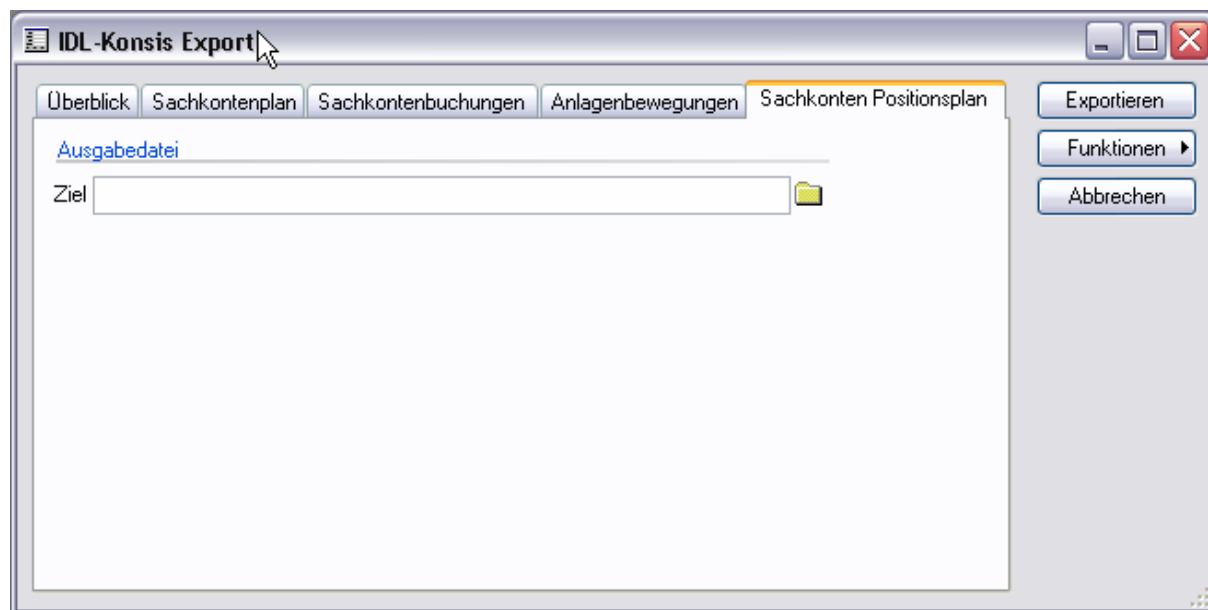 IDL-Konsis Export
Überblick Sachkontenplan Sachkontenbuchungen Anlagenbewegungen Sachkonten Positionsplan
Exportieren
Ausgabedatei
Funktionen
Ziel
Abbrechen